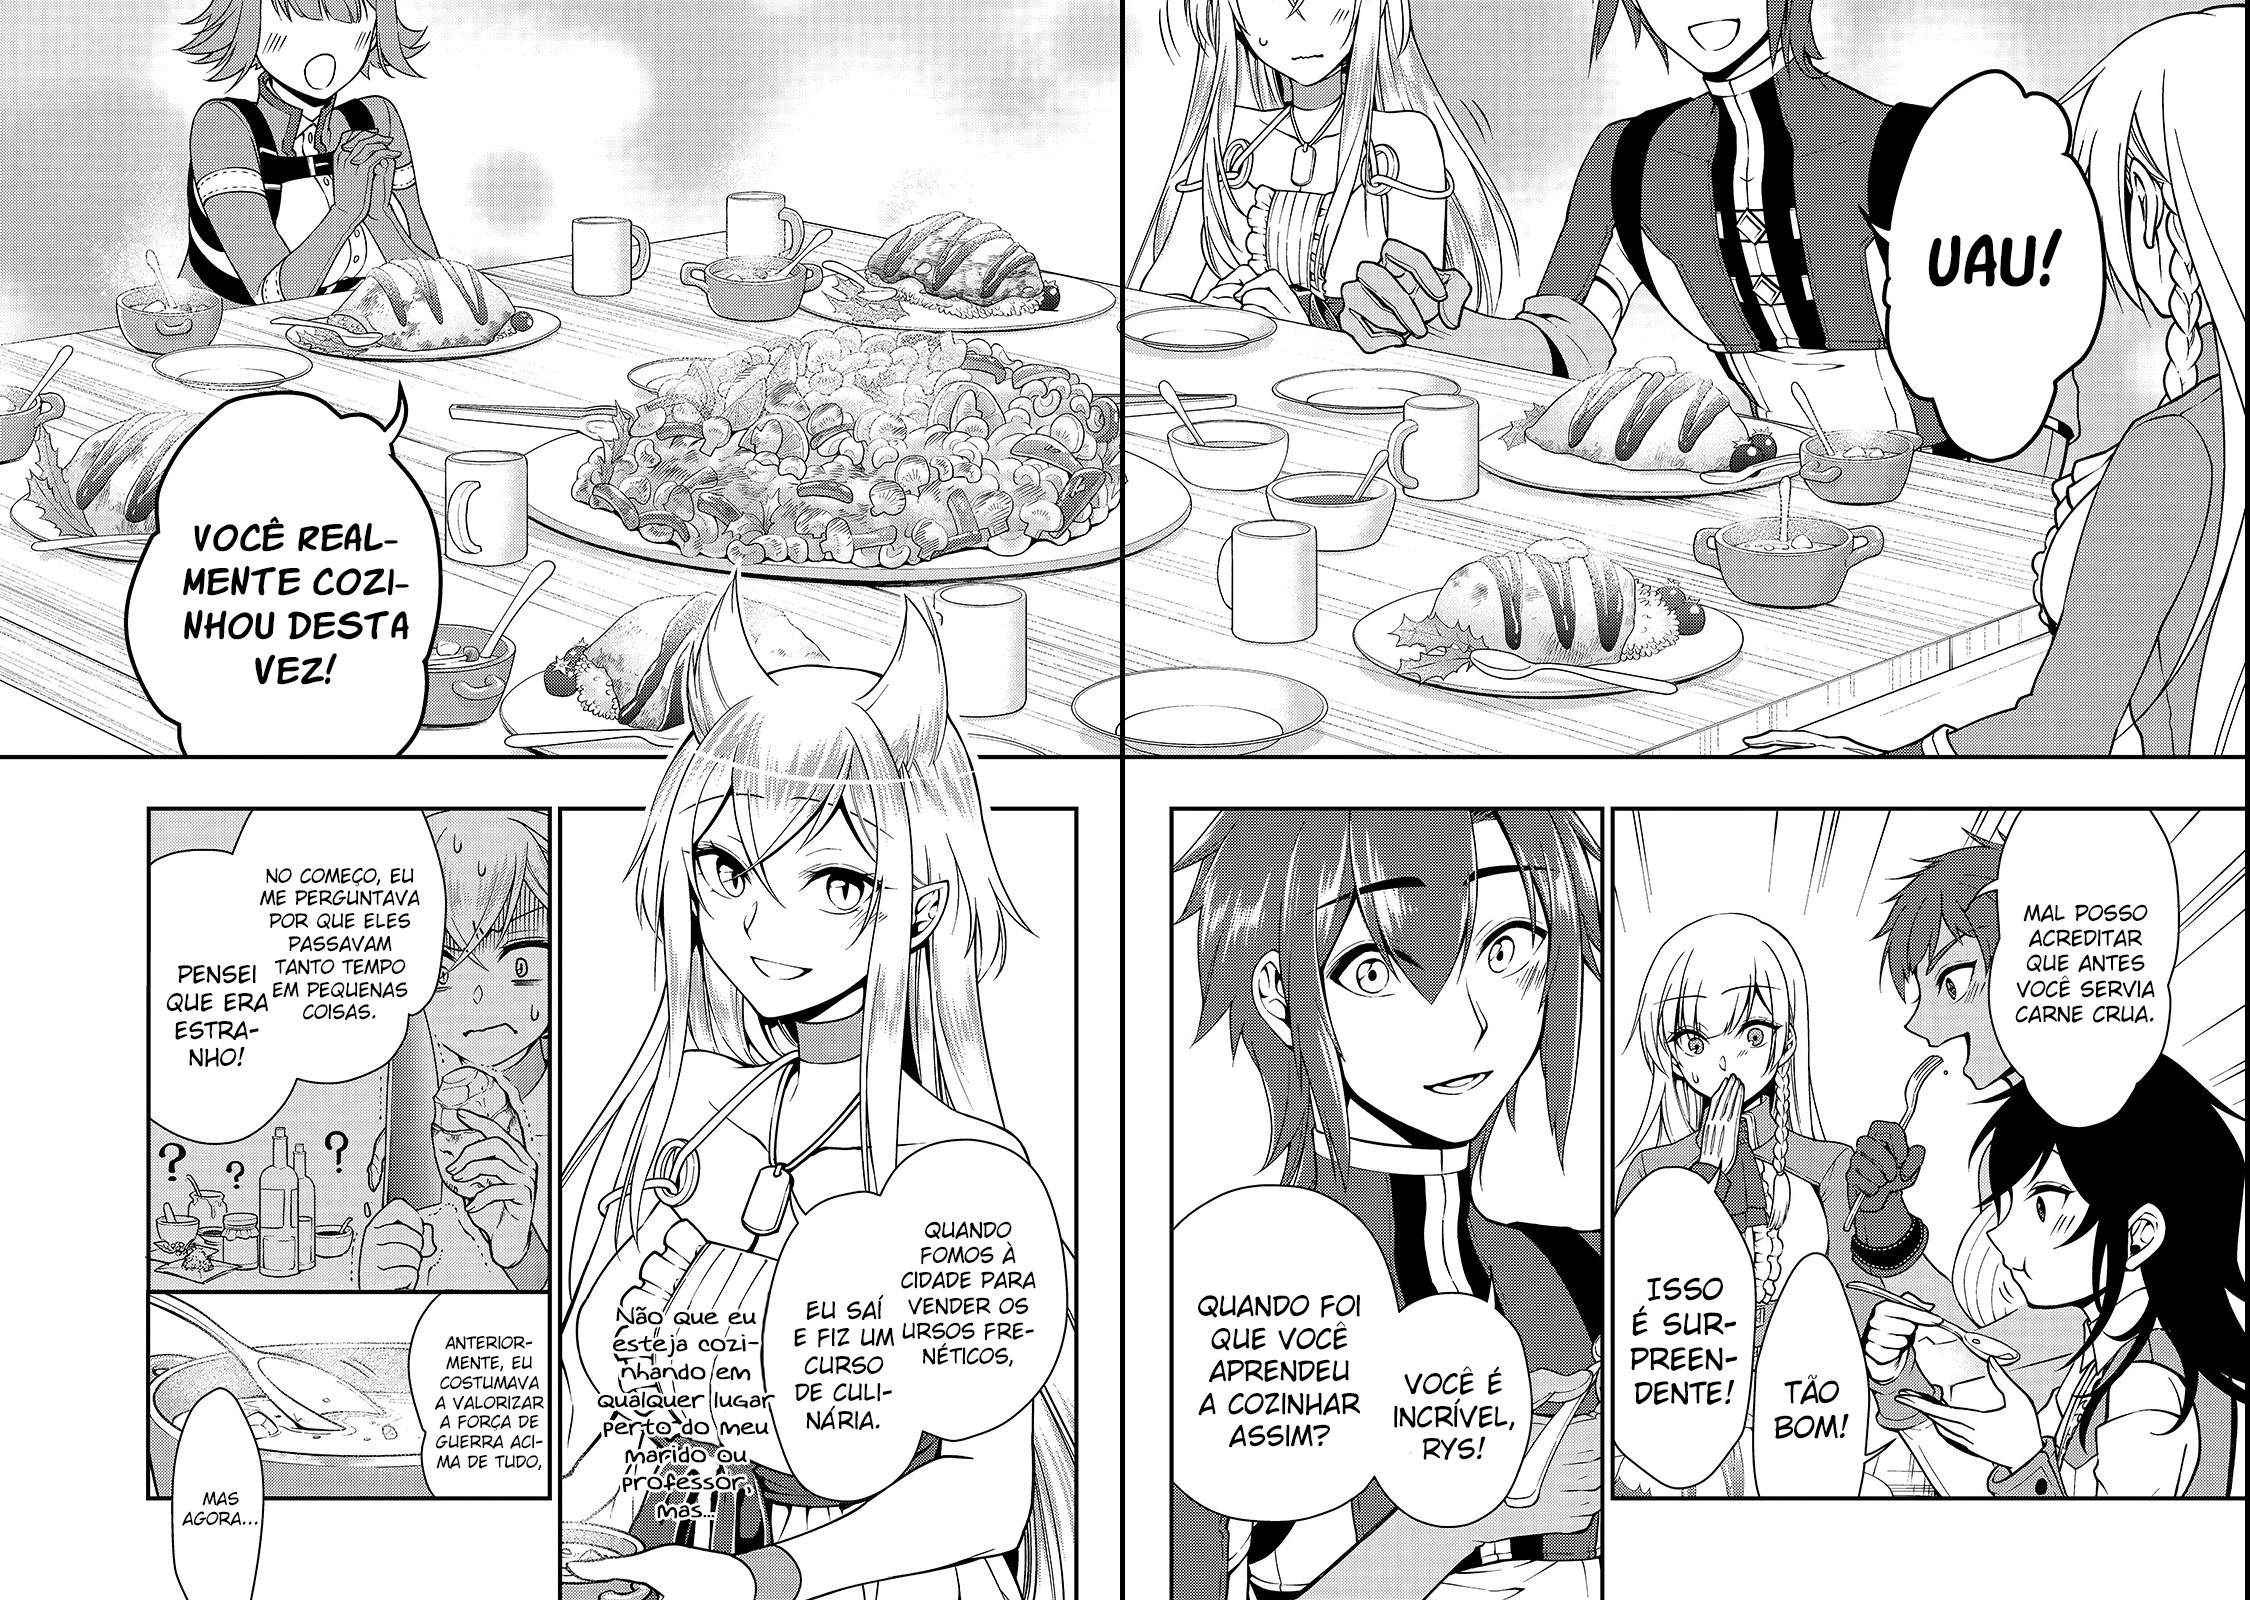 UAU!
VOCÊ REAL-
MENTE COZI-
NHOU DESTA
VEZ!
MAL POSSO
ACREDITAR
QUE ANTES
VOCÊ SERVIA
CARNE CRUA.
ISSO
É SUR-
PREEN-
DENTE!
TÃO
BOM!
VOCÊ É
INCRÍVEL,
RYS!
QUANDO FOI
QUE VOCÊ
APRENDEU
A COZINHAR
ASSIM?
QUANDO
FOMOS À
CIDADE PARA
VENDER OS
URSOS FRE-
NÉTICOS,
EU SAÍ
E FIZ UM
CURSO
DE CULI-
NÁRIA.
Não que eu
esteja cozi-
nhando em
qualquer lugar
perto do meu
marido ou
professor,
mas...
NO COMEÇO, EU
ME PERGUNTAVA
POR QUE ELES
PASSAVAM
TANTO TEMPO
EM PEQUENAS
COISAS.
PENSEI
QUE ERA
ESTRA-
NHO!
?
?
?
ANTERIOR-
MENTE, EU
COSTUMAVA
A VALORIZAR
A FORÇA DE
GUERRA ACI-
MA DE TUDO,
MAS
AGORA...